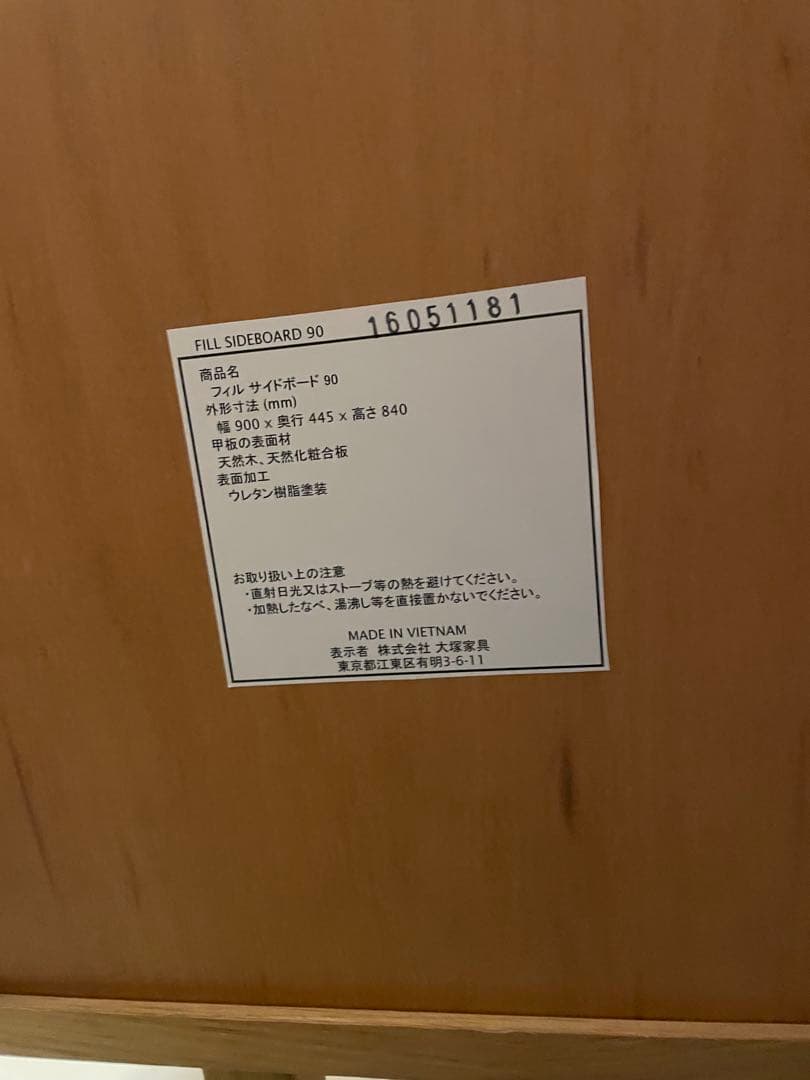 FILL SIDEBOARD 90 16051181
商品名
フィル サイドボード 90
外形寸法 (mm)
幅 900 × 奥行 445 × 高さ 840
甲板の表面材
天然木、天然化粧合板
表面加工
ウレタン樹脂塗装
お取り扱い上の注意
・直射日光又はストーブ等の熱を避けてください。
・加熱したなべ、湯沸し等を直接置かないでください。
MADE IN VIETNAM
表示者 株式会社 大塚家具
東京都江東区有明3-6-11